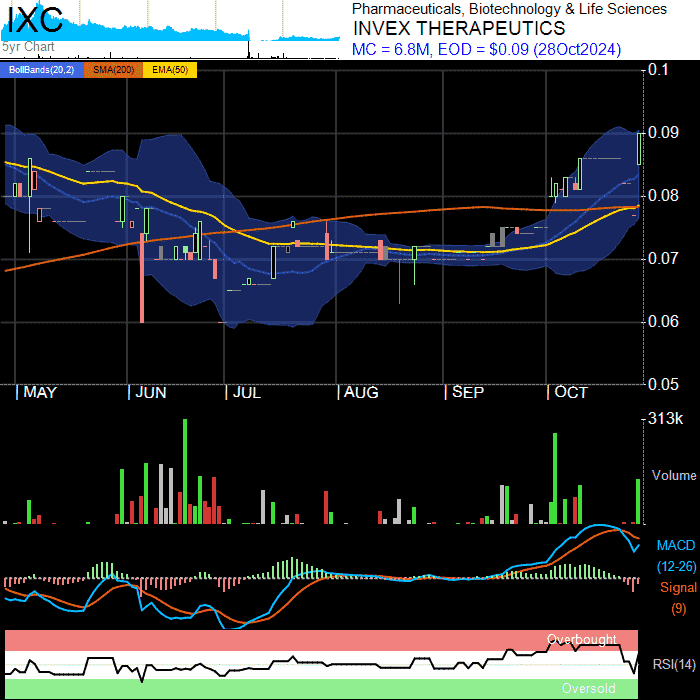 IXC
5yr Chart
Pharmaceuticals, Biotechnology & Life Sciences
INVEX THERAPEUTICS
MC = 6.8M, EOD = $0.09 (28Oct2024)
BollBands(20,2) SMA(200) EMA(50)
0.1
0.09
0.08
0.07
0.06
0.05
MAY JUN JUL AUG SEP OCT
313k
Volume
MACD
(12-26)
Signal
(9)
Overbought
RSI(14)
Oversold